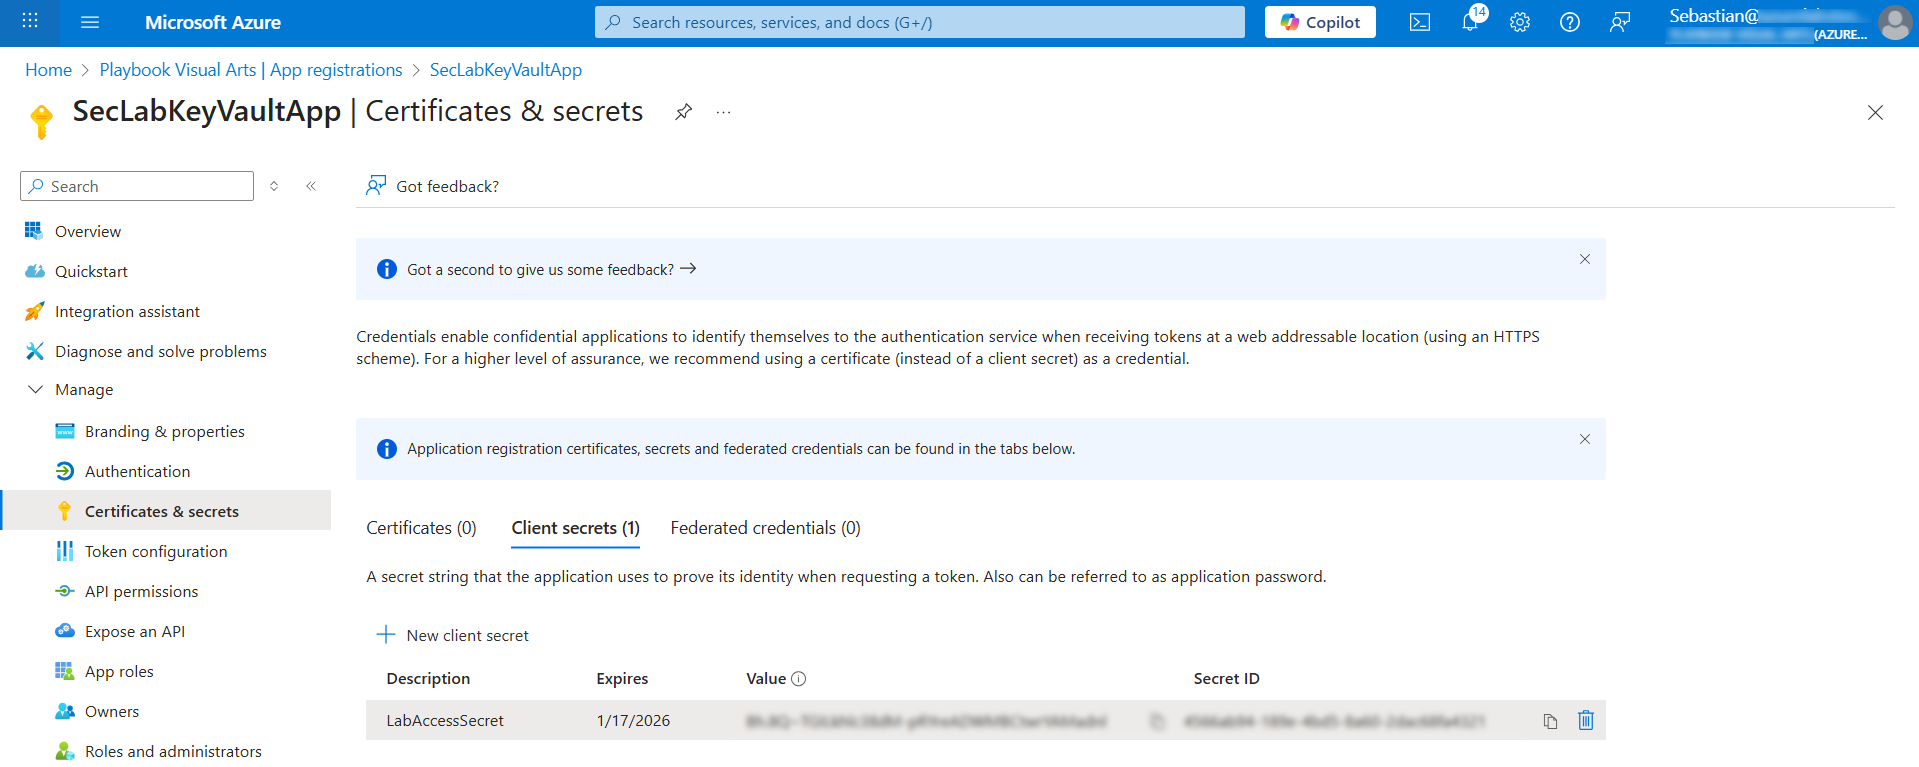 Microsoft Azure
Search resources, services, and docs (G+/)
Copilot
14
Sebastian@
(AZURE...
Home > Playbook Visual Arts | App registrations > SecLabKeyVaultApp
SecLabKeyVaultApp | Certificates & secrets
...
Search
Got feedback?
Overview
Quickstart
Integration assistant
Diagnose and solve problems
Manage
Branding & properties
Authentication
Certificates & secrets
Token configuration
API permissions
Expose an API
App roles
Owners
Roles and administrators
Got a second to give us some feedback? →
Credentials enable confidential applications to identify themselves to the authentication service when receiving tokens at a web addressable location (using an HTTPS
scheme). For a higher level of assurance, we recommend using a certificate (instead of a client secret) as a credential.
Application registration certificates, secrets and federated credentials can be found in the tabs below.
Certificates (0) Client secrets (1) Federated credentials (0)
A secret string that the application uses to prove its identity when requesting a token. Also can be referred to as application password.
New client secret
Description Expires Value Secret ID
LabAccessSecret 1/17/2026